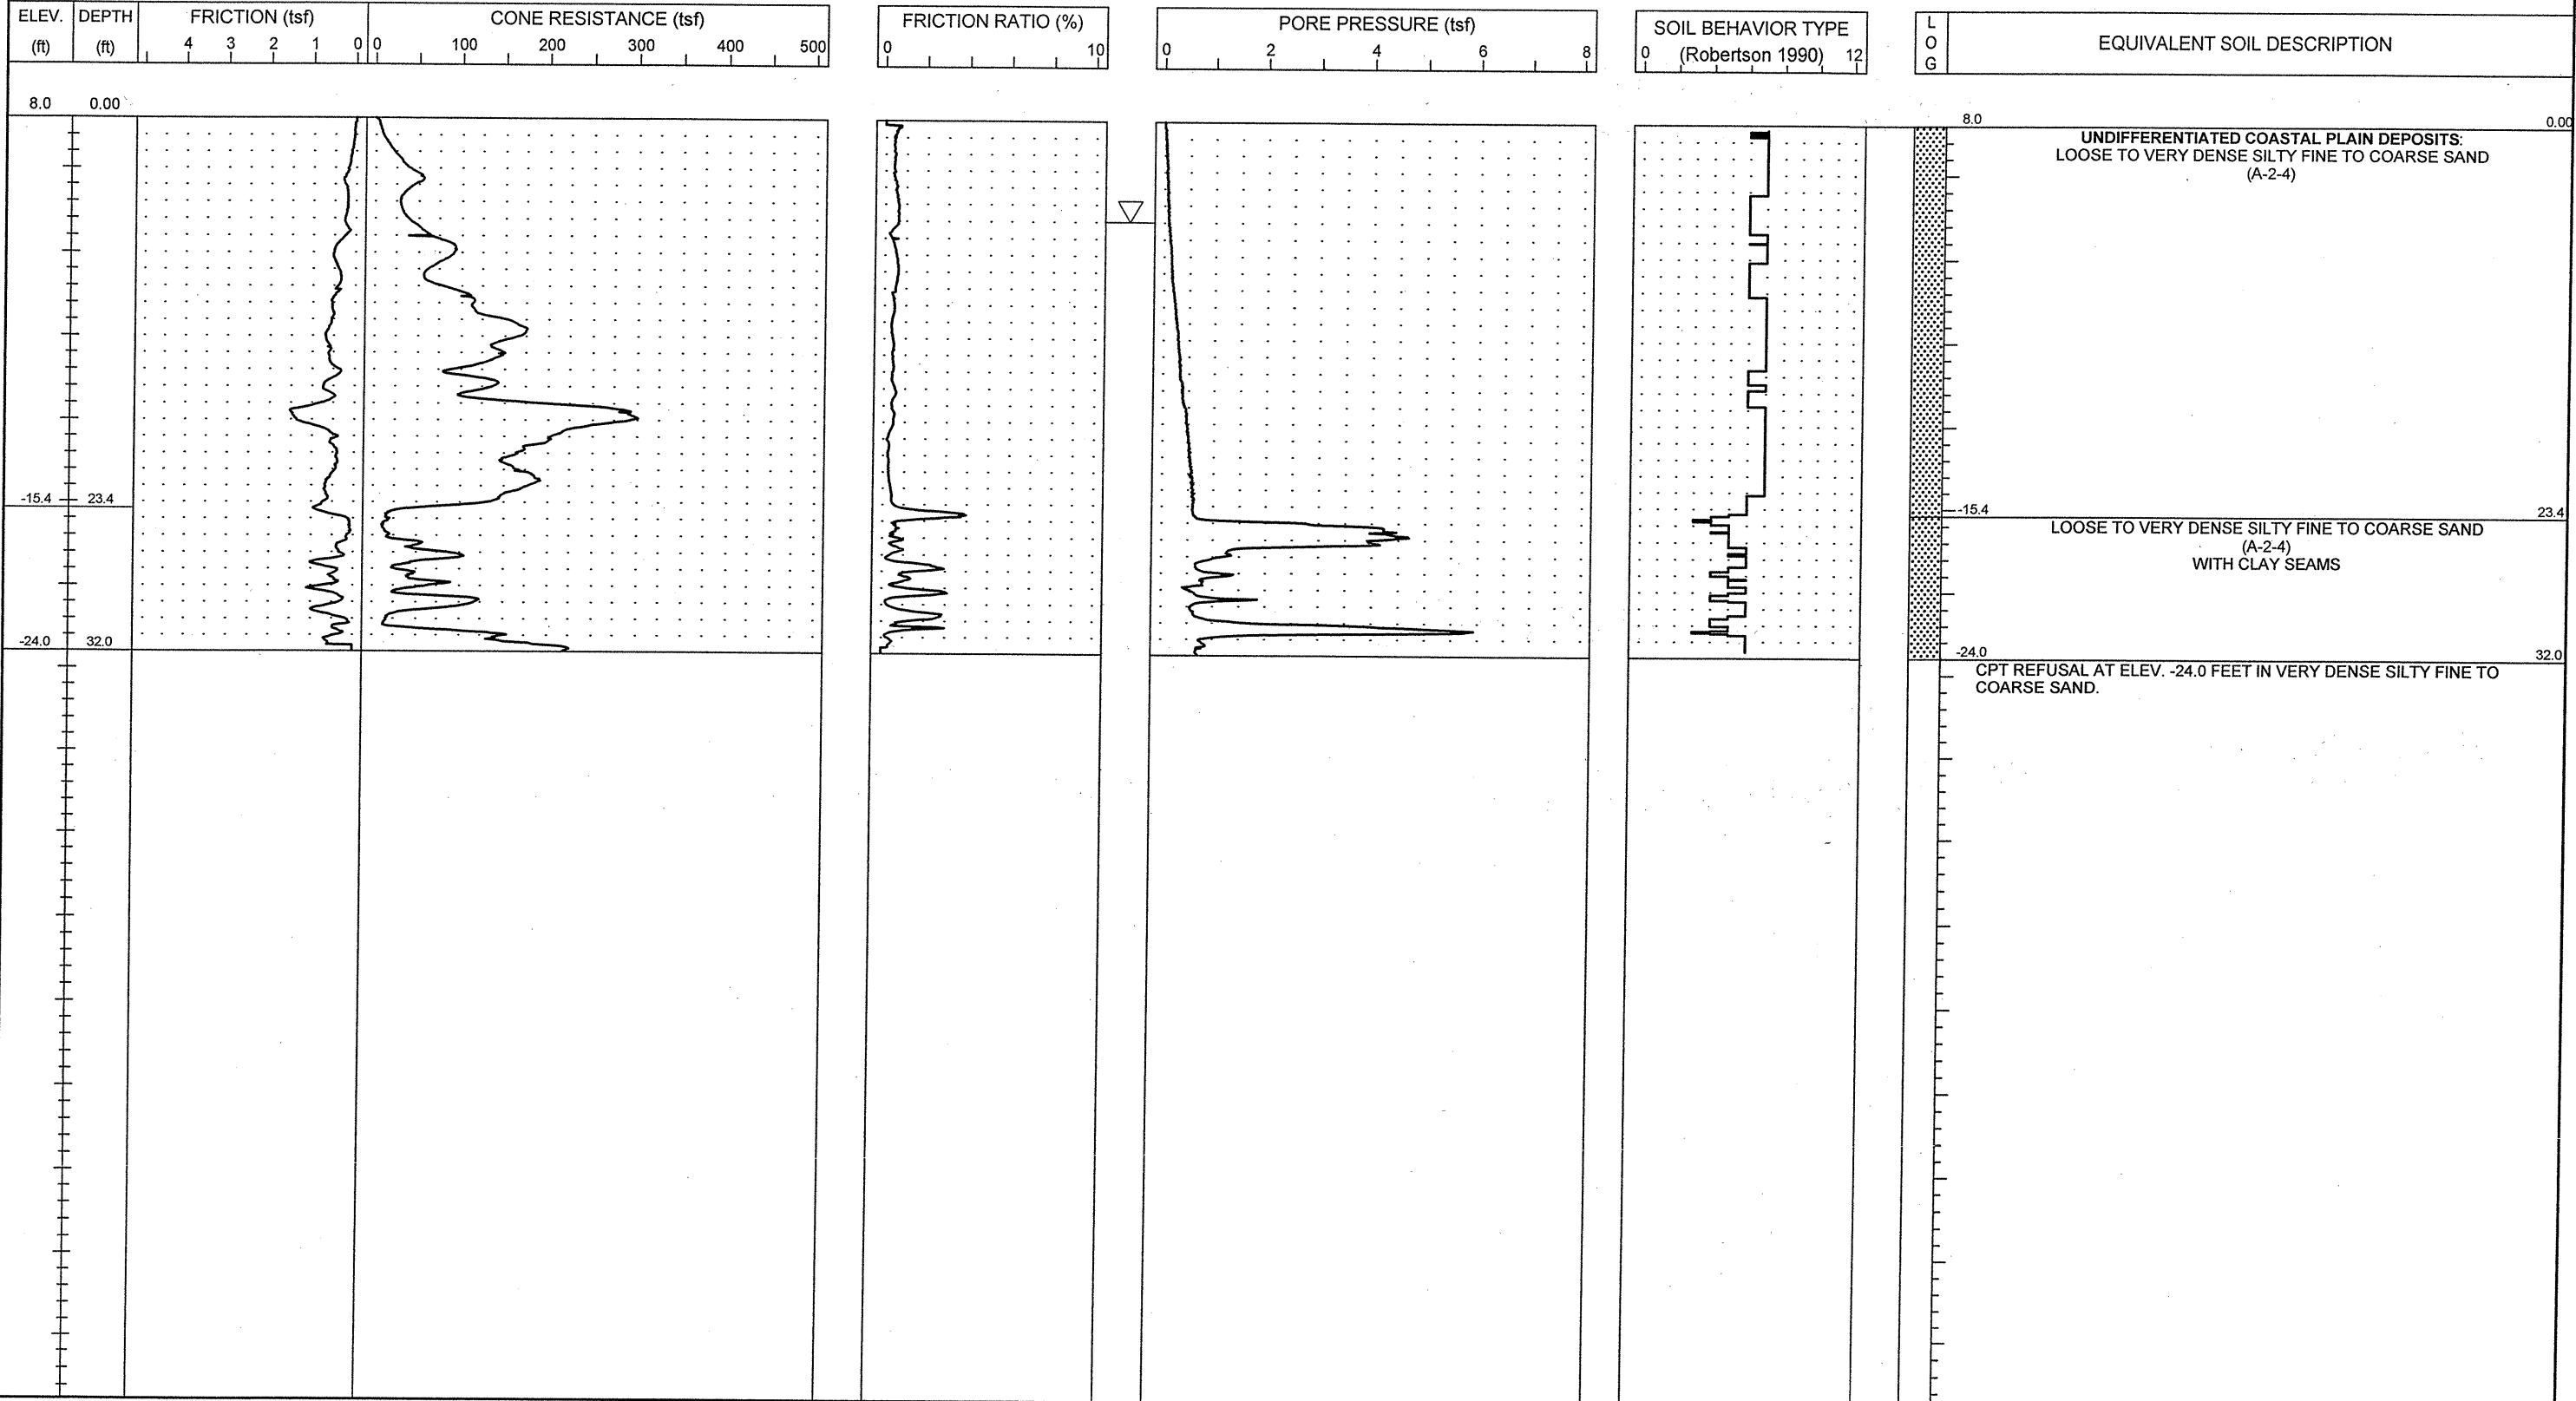 ELEV.
(ft)
DEPTH
(ft)
FRICTION (tsf)
4 3 2 1 0
CONE RESISTANCE (tsf)
0 100 200 300 400 500
FRICTION RATIO (%)
0 10
PORE PRESSURE (tsf)
0 2 4 6 8
SOIL BEHAVIOR TYPE
(Robertson 1990)
0 12
L
O
G
EQUIVALENT SOIL DESCRIPTION
8.0 0.00
8.0 0.00
UNDIFFERENTIATED COASTAL PLAIN DEPOSITS:
LOOSE TO VERY DENSE SILTY FINE TO COARSE SAND
(A-2-4)
-15.4 23.4
-15.4 23.4
LOOSE TO VERY DENSE SILTY FINE TO COARSE SAND
(A-2-4)
WITH CLAY SEAMS
-24.0 32.0
-24.0 32.0
CPT REFUSAL AT ELEV. -24.0 FEET IN VERY DENSE SILTY FINE TO
COARSE SAND.